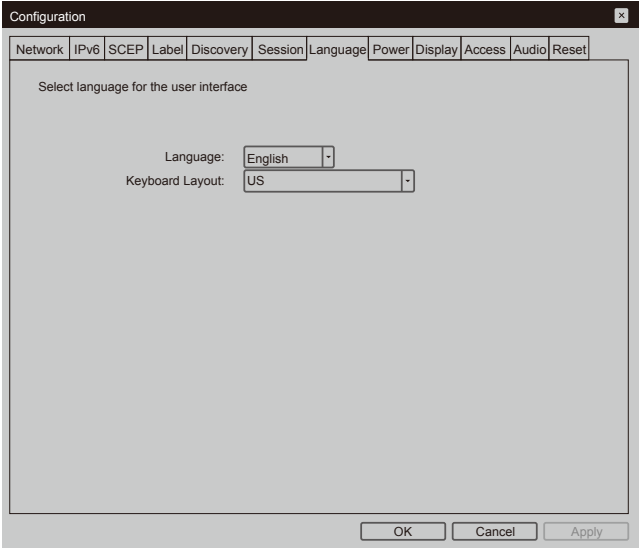 Configuration
Network IPv6 SCEP Label Discovery Session Language Power Display Access Audio Reset
Select language for the user interface
Language: English
Keyboard Layout: US
OK Cancel Apply